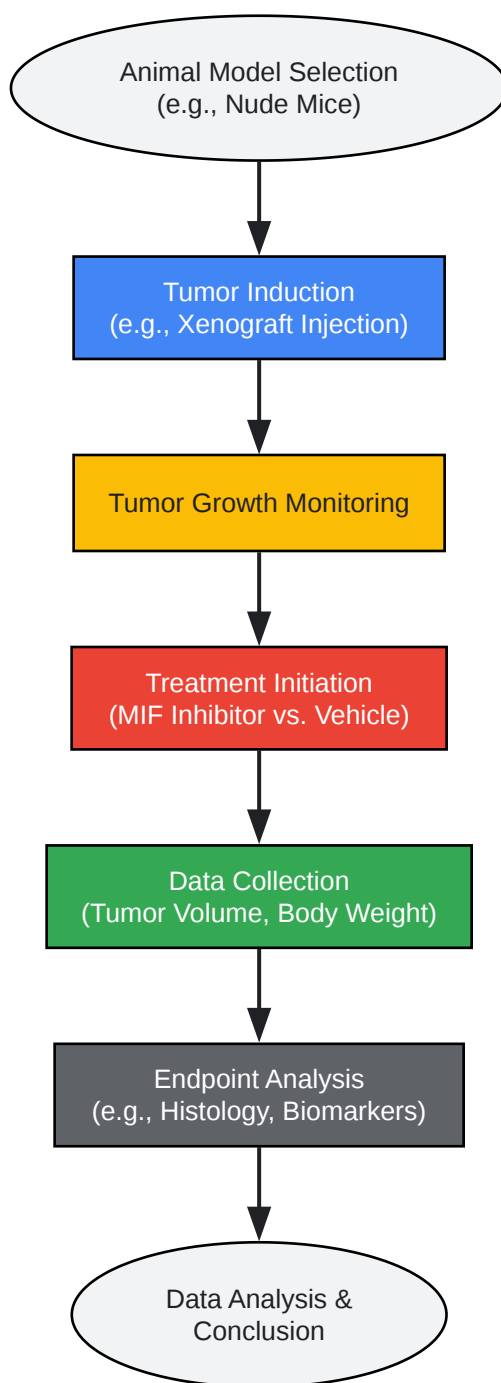 Animal Model Selection
(e.g., Nude Mice)
Tumor Induction
(e.g., Xenograft Injection)
Tumor Growth Monitoring
Treatment Initiation
(MIF Inhibitor vs. Vehicle)
Data Collection
(Tumor Volume, Body Weight)
Endpoint Analysis
(e.g., Histology, Biomarkers)
Data Analysis &
Conclusion